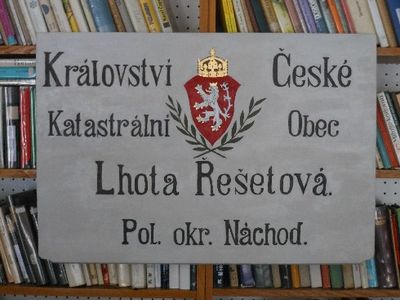 Království České
Katastrální Obec
Lhota Řešetová.
Pol. okr. Náchod.